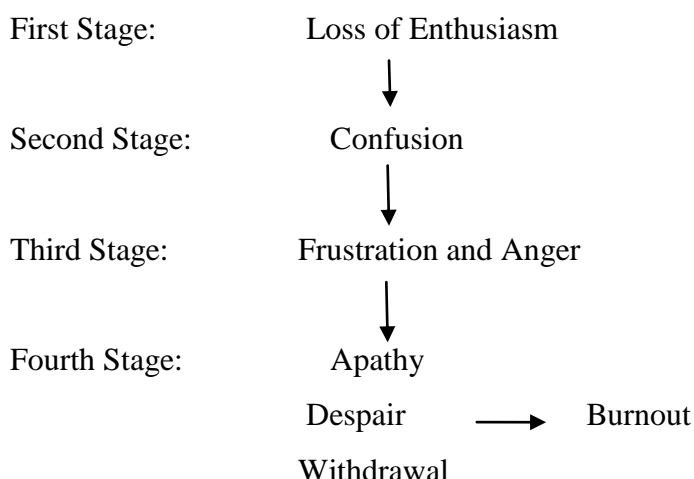 First Stage: Loss of Enthusiasm
Second Stage: Confusion
Third Stage: Frustration and Anger
Fourth Stage: Apathy
Despair Burnout
Withdrawal